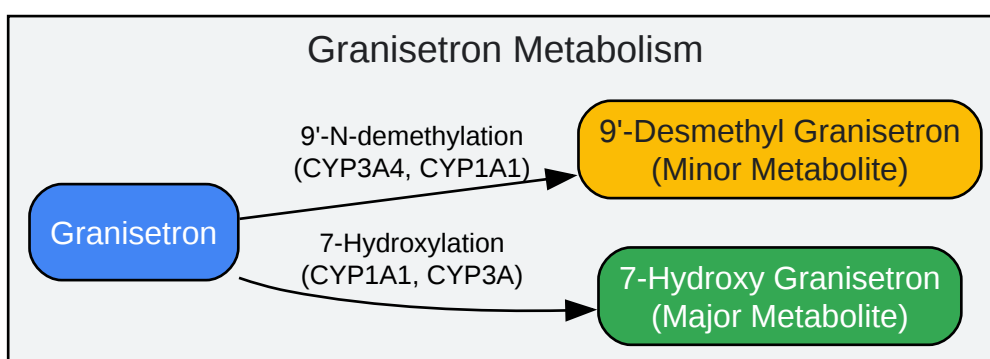 Granisetron Metabolism
9'-N-demethylation
(CYP3A4, CYP1A1)
9'-Desmethyl Granisetron
(Minor Metabolite)
Granisetron
7-Hydroxylation
(CYP1A1, CYP3A)
7-Hydroxy Granisetron
(Major Metabolite)